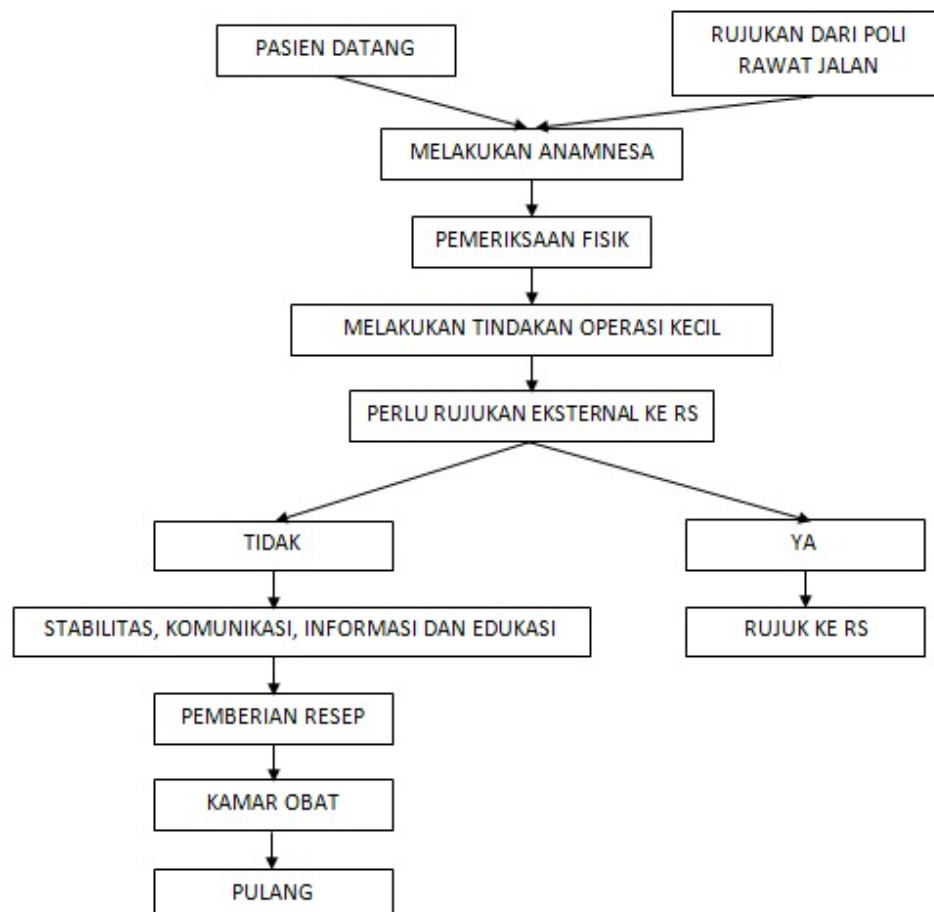 PASIEN DATANG
RUJUKAN DARI POLI
RAWAT JALAN
MELAKUKAN ANAMNESA
PEMERIKSAAN FISIK
MELAKUKAN TINDAKAN OPERASI KECIL
PERLU RUJUKAN EKSTERNAL KE RS
TIDAK
YA
STABILITAS, KOMUNIKASI, INFORMASI DAN EDUKASI
RUJUK KE RS
PEMBERIAN RESEP
KAMAR OBAT
PULANG